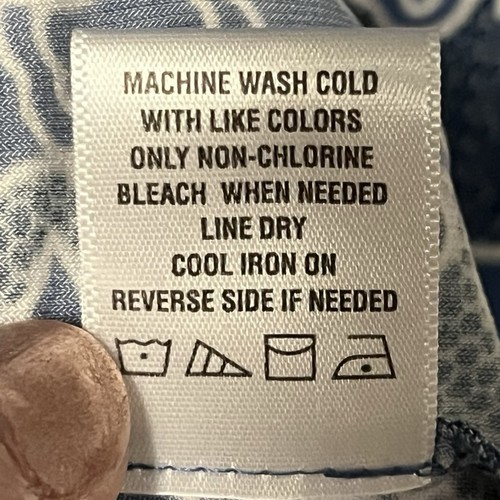 MACHINE WASH COLD
WITH LIKE COLORS
ONLY NON-CHLORINE
BLEACH WHEN NEEDED
LINE DRY
COOL IRON ON
REVERSE SIDE IF NEEDED